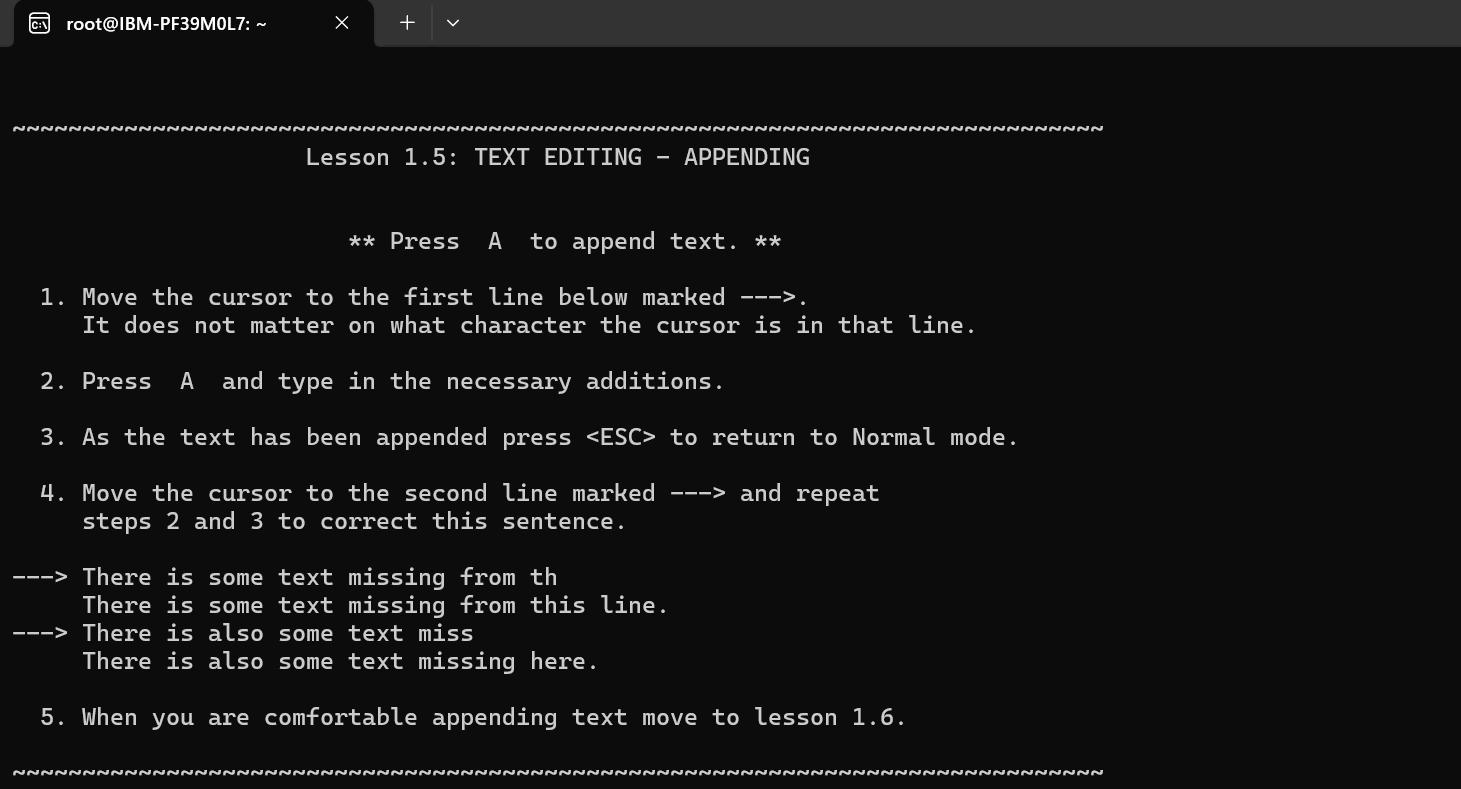 root@IBM-PF39M0L7: ~
~~~~~~~~~~~~~~~~~~~~~~~~~~~~~~~~~~~~~~~~~~~~~~~~~~~~~~~~~~~~~~~~~~~~~~~~~~~~~~
Lesson 1.5: TEXT EDITING - APPENDING
** Press  A  to append text. **
1. Move the cursor to the first line below marked --->.
It does not matter on what character the cursor is in that line.
2. Press  A  and type in the necessary additions.
3. As the text has been appended press <ESC> to return to Normal mode.
4. Move the cursor to the second line marked ---> and repeat
steps 2 and 3 to correct this sentence.
---> There is some text missing from th
There is some text missing from this line.
---> There is also some text miss
There is also some text missing here.
5. When you are comfortable appending text move to lesson 1.6.
~~~~~~~~~~~~~~~~~~~~~~~~~~~~~~~~~~~~~~~~~~~~~~~~~~~~~~~~~~~~~~~~~~~~~~~~~~~~~~